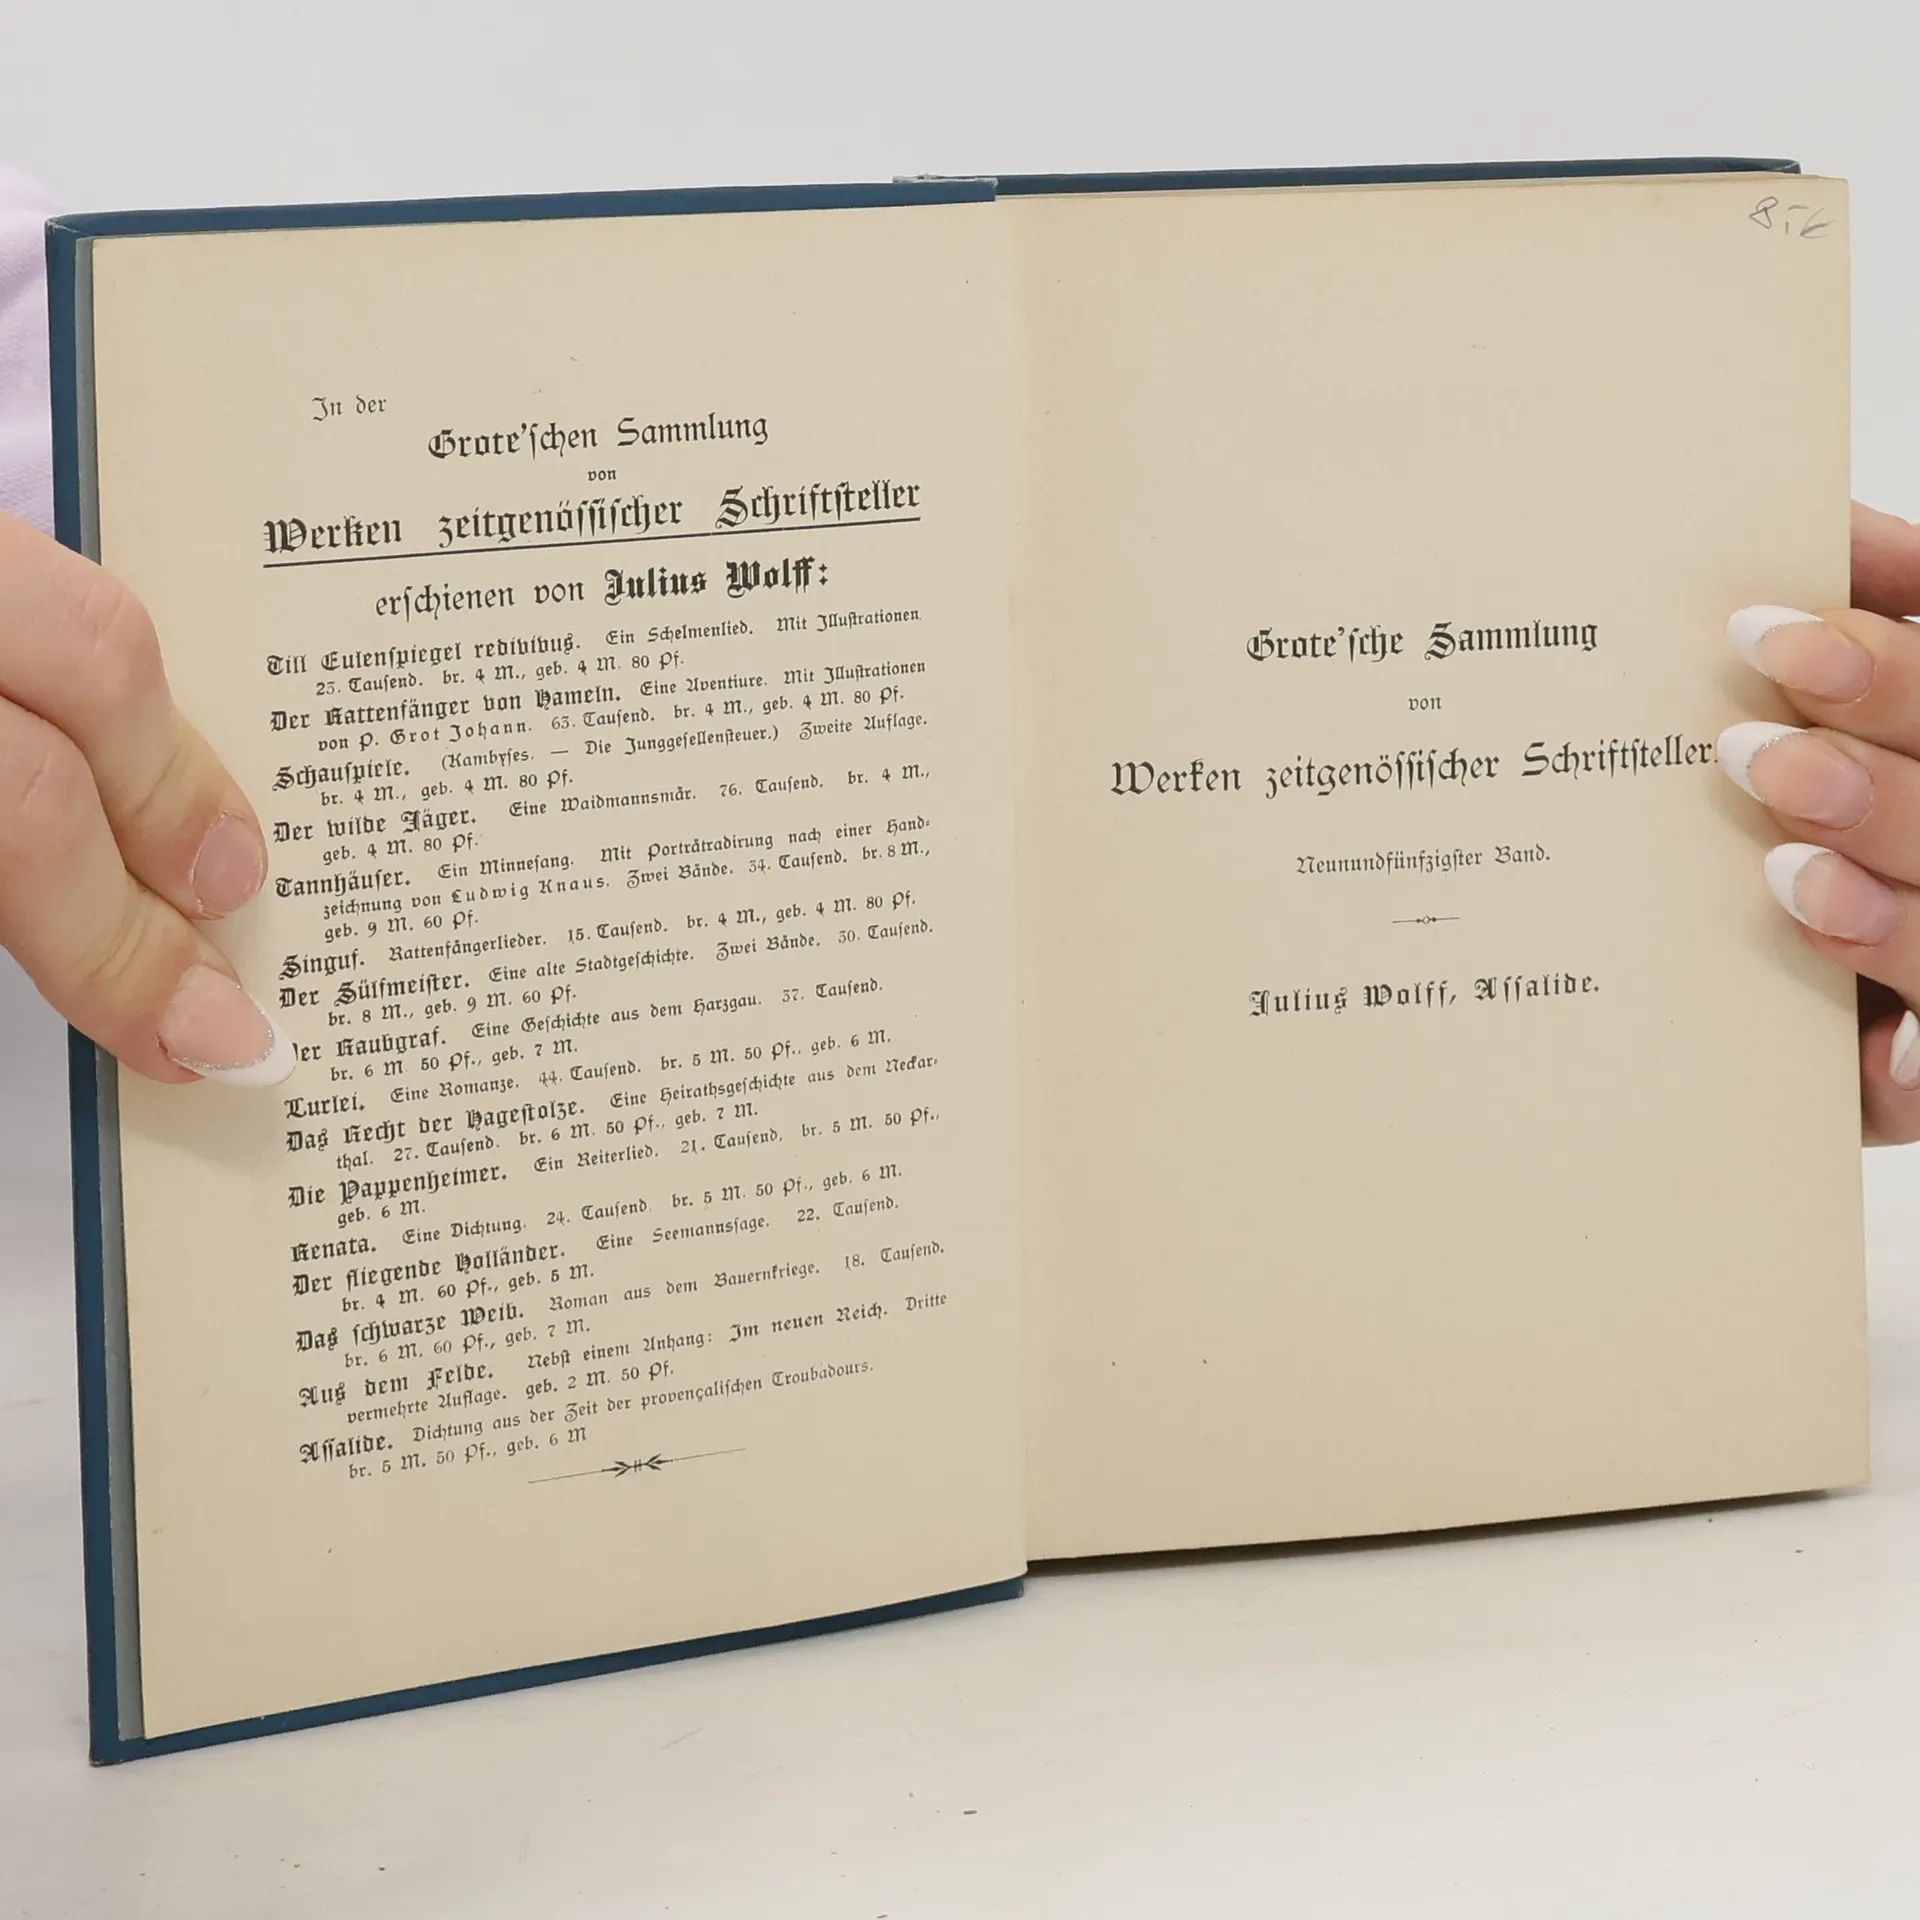 In der
Grote'ſchen Sammlung
von
Werken zeitgenöſſiſcher Schriftſteller
erſchienen von Julius Wolff:
Till Eulenſpiegel redivivus. Ein Schelmenlied. Mit Illuſtrationen.
23. Tauſend. br. 4 M., geb. 4 M. 80 Pf.
Der Rattenfänger von Hameln. Eine Aventiure. Mit Illuſtrationen
von P. Grot Johann. 63. Tauſend. br. 4 M., geb. 4 M. 80 Pf.
Schauſpiele. (Kambyſes. — Die Junggeſellenſteuer.) Zweite Auflage.
br. 4 M., geb. 4 M. 80 Pf.
Der wilde Jäger. Eine Waidmannsmär. 76. Tauſend. br. 4 M.,
geb. 4 M. 80 Pf.
Tannhäuſer. Ein Minneſang. Mit Porträtradirung nach einer Hand-
zeichnung von Ludwig Knaus. Zwei Bände. 34. Tauſend. br. 8 M.,
geb. 9 M. 60 Pf.
Singuf. Rattenfängerlieder. 15. Tauſend. br. 4 M., geb. 4 M. 80 Pf.
Der Sülfmeiſter. Eine alte Stadtgeſchichte. Zwei Bände. 30. Tauſend.
br. 8 M., geb. 9 M. 60 Pf.
Der Raubgraf. Eine Geſchichte aus dem Harzgau. 37. Tauſend.
br. 6 M. 50 Pf., geb. 7 M.
Lurlei. Eine Romanze. 44. Tauſend. br. 5 M. 50 Pf., geb. 6 M.
Das Recht der Hageſtolze. Eine Heirathsgeſchichte aus dem Neckar-
thal. 27. Tauſend. br. 6 M. 50 Pf., geb. 7 M.
Die Pappenheimer. Ein Reiterlied. 21. Tauſend. br. 5 M. 50 Pf.,
geb. 6 M.
Renata. Eine Dichtung. 24. Tauſend. br. 5 M. 50 Pf., geb. 6 M.
Der fliegende Holländer. Eine Seemannsſage. 22. Tauſend.
br. 4 M. 60 Pf., geb. 5 M.
Das ſchwarze Weib. Roman aus dem Bauernkriege. 18. Tauſend.
br. 6 M. 60 Pf., geb. 7 M.
Aus dem Felde. Nebſt einem Anhang: Im neuen Reich. Dritte
vermehrte Auflage. geb. 2 M. 50 Pf.
Aſſalide. Dichtung aus der Zeit der provençaliſchen Troubadours.
br. 5 M. 50 Pf., geb. 6 M
Grote'ſche Sammlung
von
Werken zeitgenöſſiſcher Schriftſteller.
Neunundfünfzigſter Band.
Julius Wolff, Aſſalide.